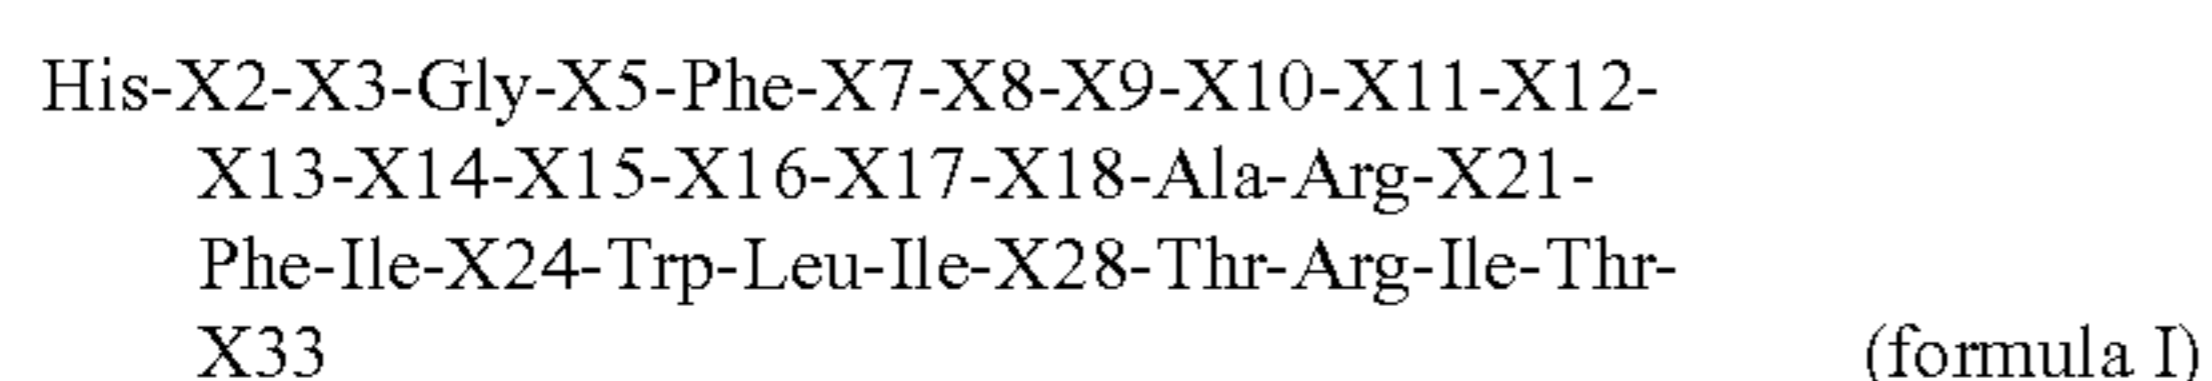 His-X2-X3-Gly-X5-Phe-X7-X8-X9-X10-X11-X12-
X13-X14-X15-X16-X17-X18-Ala-Arg-X21-
Phe-Ile-X24-Trp-Leu-Ile-X28-Thr-Arg-Ile-Thr-
X33 (formula I)